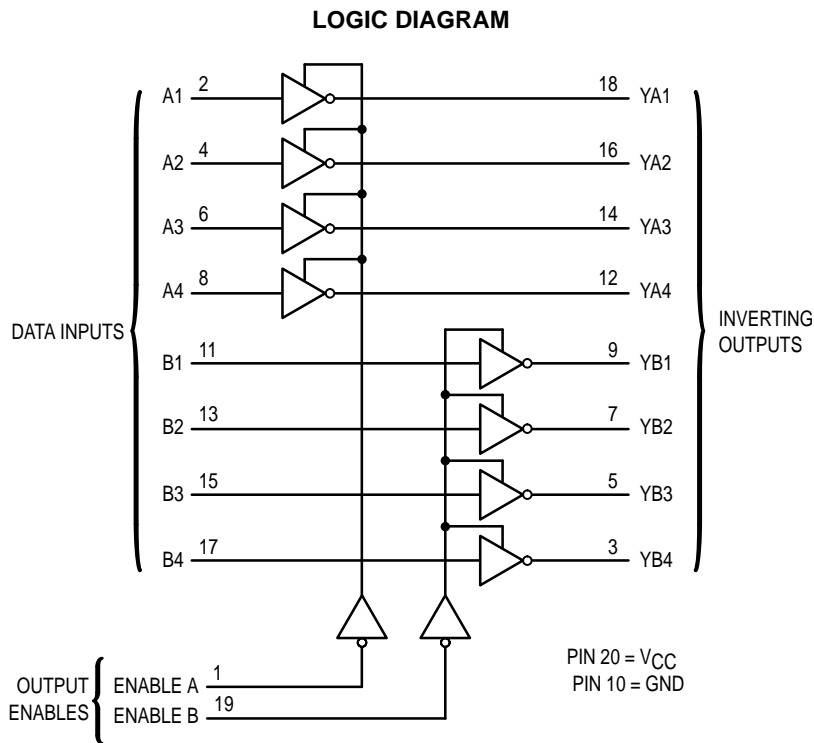 LOGIC DIAGRAM
A1 2 18 YA1
A2 4 16 YA2
A3 6 14 YA3
A4 8 12 YA4
DATA INPUTS
INVERTING
OUTPUTS
B1 11 9 YB1
B2 13 7 YB2
B3 15 5 YB3
B4 17 3 YB4
PIN 20 = VCC
PIN 10 = GND
OUTPUT
ENABLES
ENABLE A 1
ENABLE B 19